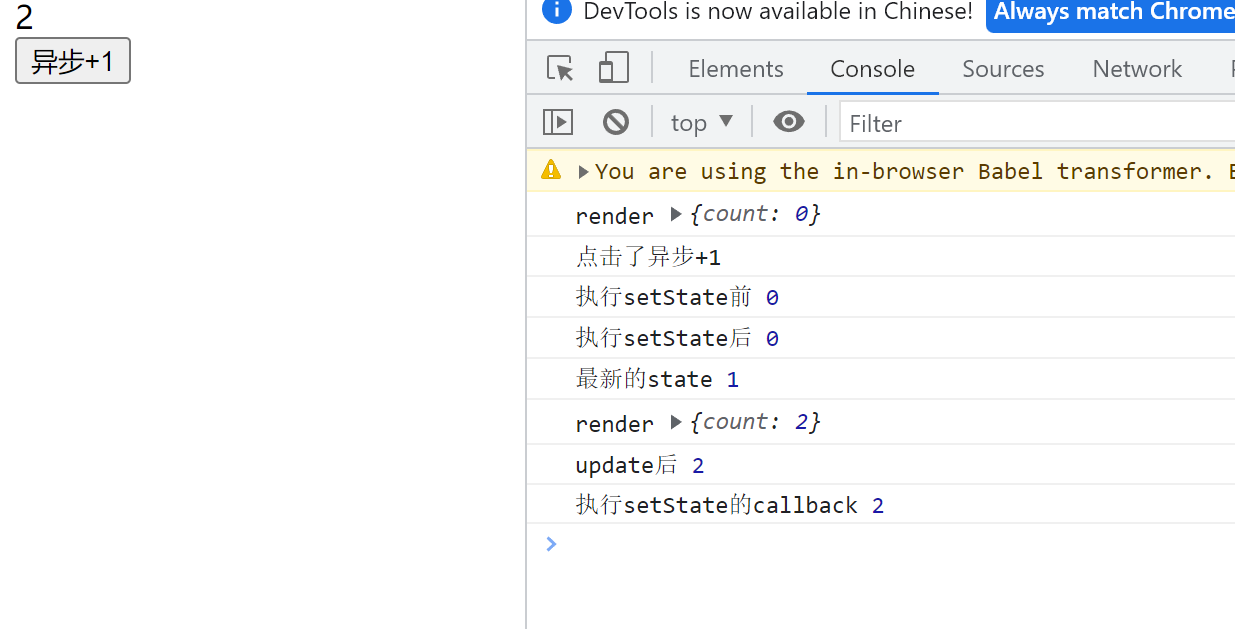 2
异步+1
DevTools is now available in Chinese!
Always match Chrome
Elements
Console
Sources
Network
top
Filter
You are using the in-browser Babel transformer.
render {count: 0}
点击了异步+1
执行setState前 0
执行setState后 0
最新的state 1
render {count: 2}
update后 2
执行setState的callback 2